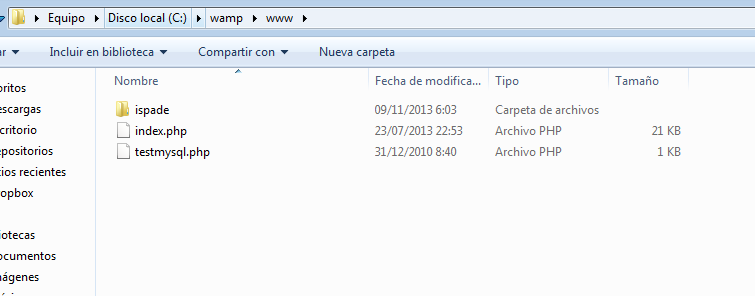 Equipo Disco local (C:) wamp www
ar Incluir en biblioteca Compartir con Nueva carpeta
Nombre Fecha de modifica... Tipo Tamaño
oritos
escargas
critorio
epositorios
tios recientes
ropbox
iotecas
ocumentos
nágenes
ispade 09/11/2013 6:03 Carpeta de archivos
index.php 23/07/2013 22:53 Archivo PHP 21 KB
testmysql.php 31/12/2010 8:40 Archivo PHP 1 KB